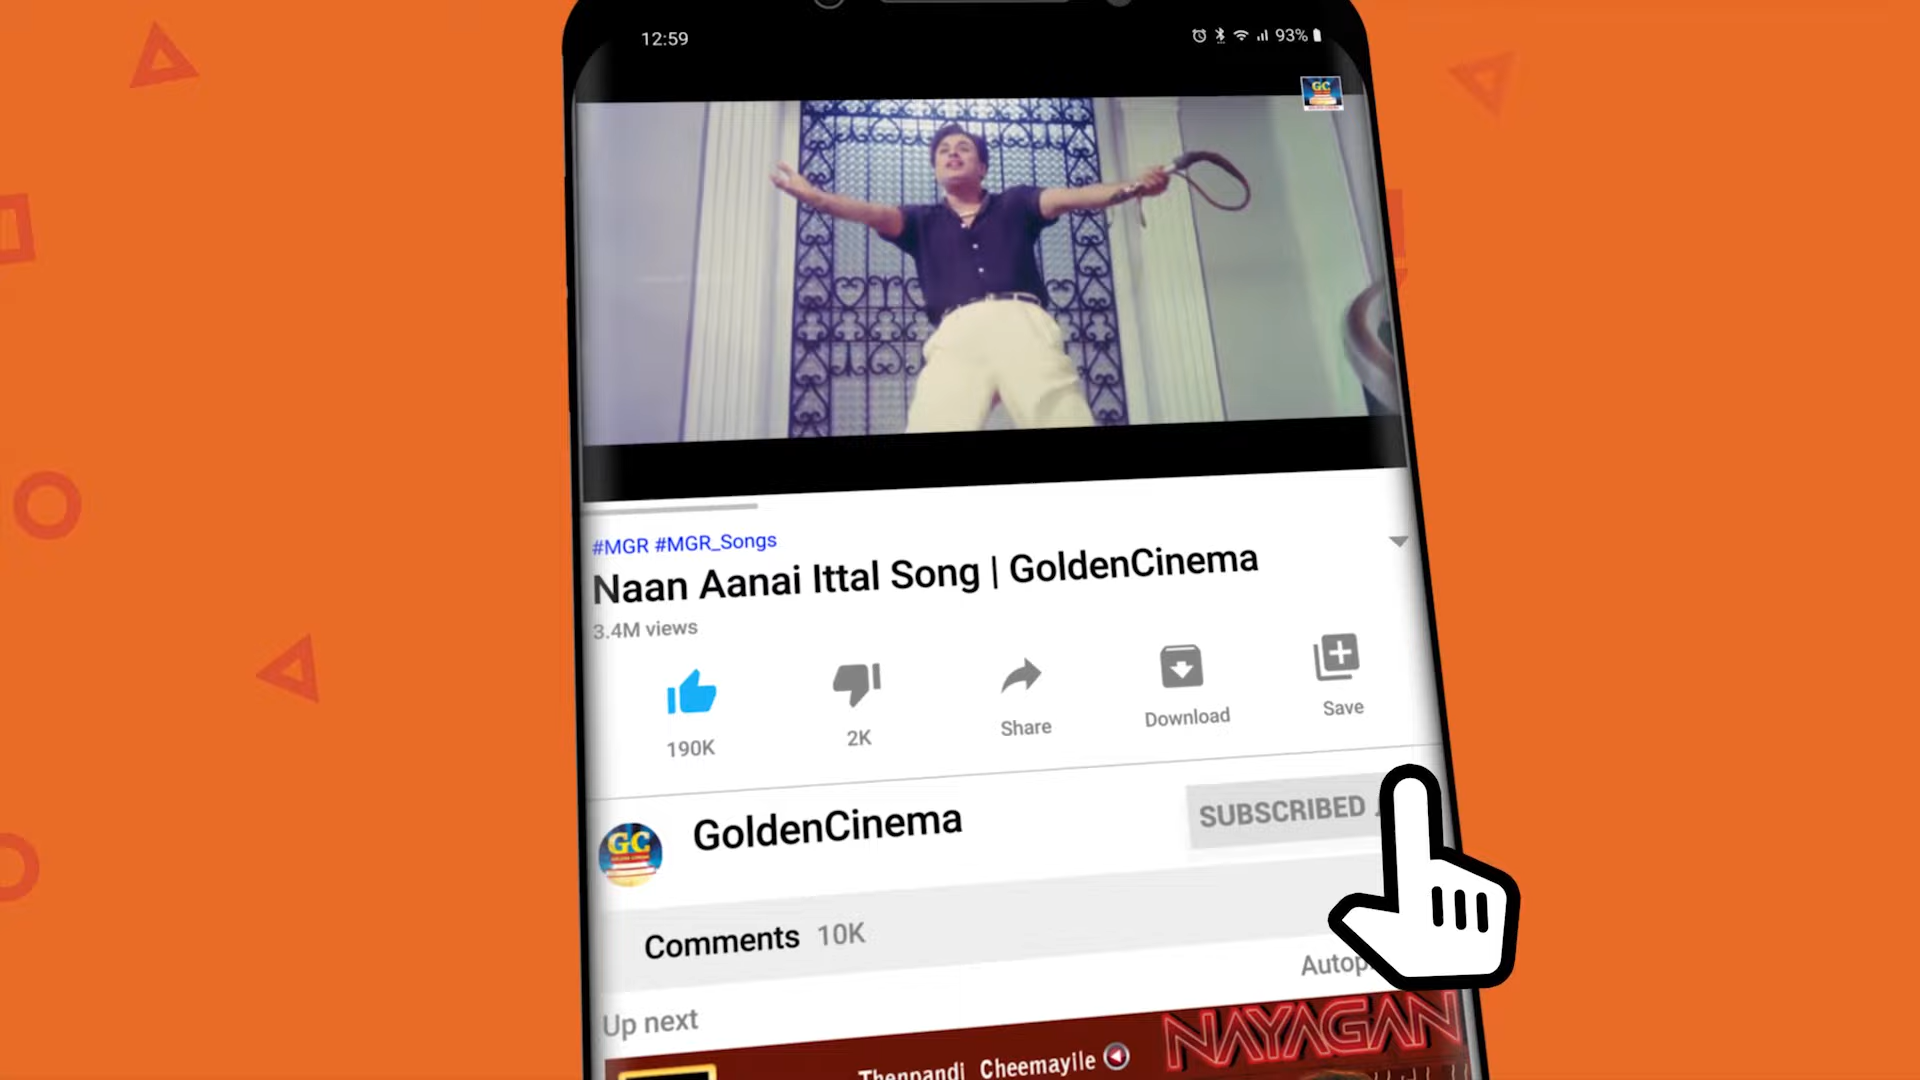 12:59
93%
GC
#MGR #MGR_Songs
Naan Aanai Ittal Song | GoldenCinema
3.4M views
190K
2K
Share
Download
Save
GC
GoldenCinema
SUBSCRIBED
Comments 10K
Up next
Thenpandi Cheemayile
NAYAGAN